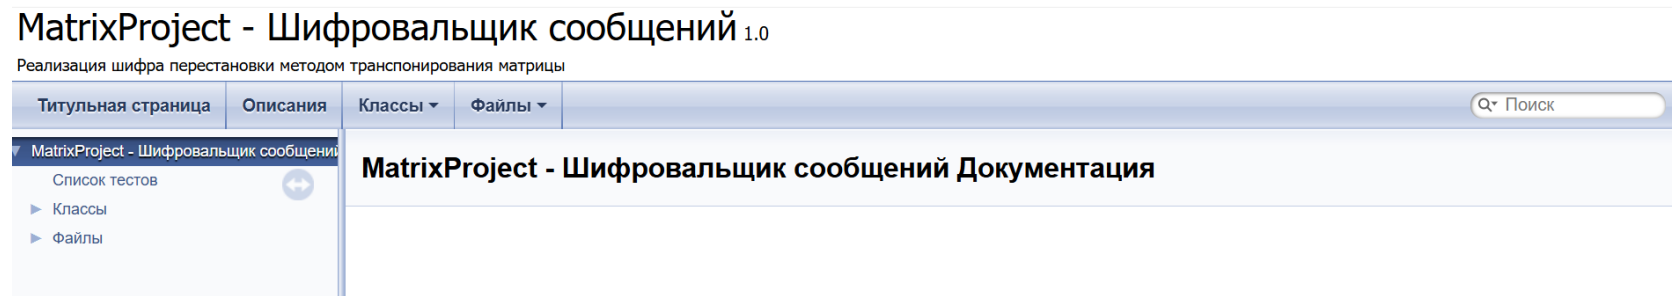 MatrixProject - Шифровальщик сообщений 1.0
Реализация шифра перестановки методом транспонирования матрицы
Титульная страница Описания Классы Файлы Поиск
MatrixProject - Шифровальщик сообщений
Список тестов
Классы
Файлы
MatrixProject - Шифровальщик сообщений Документация